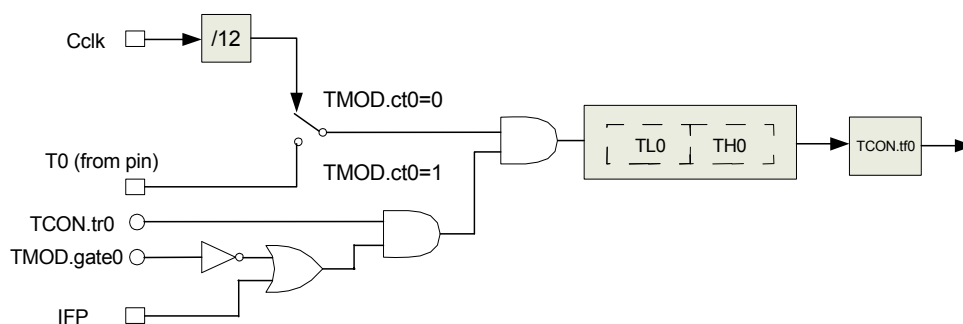 Cclk
/12
TMOD.ct0=0
T0 (from pin)
TMOD.ct0=1
TL0
TH0
TCON.tf0
TCON.tr0
TMOD.gate0
IFP